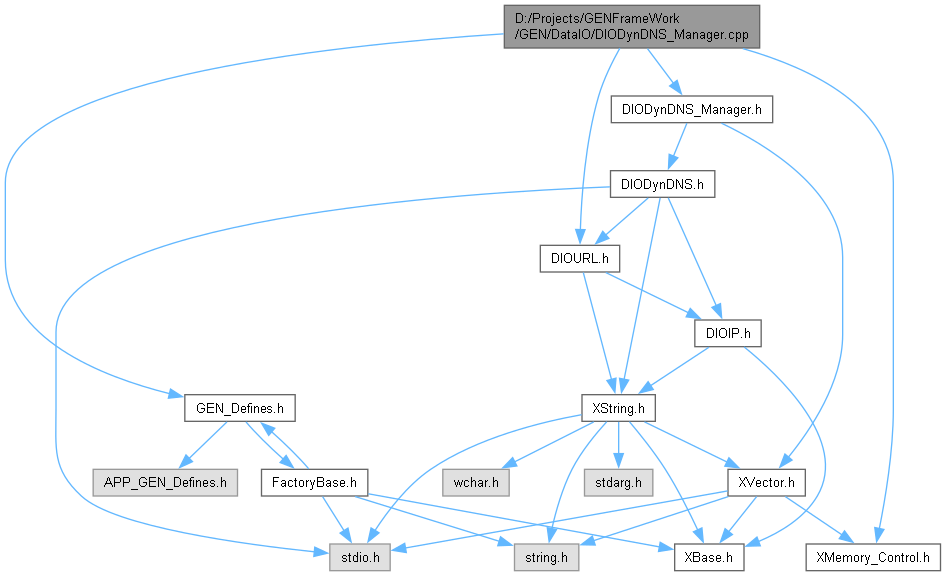 D:/Projects/GENFrameWork
/GEN/DataIO/DIODynDNS_Manager.cpp
DIODynDNS_Manager.h
DIODynDNS.h
DIOURL.h
DIOIP.h
GEN_Defines.h
XString.h
APP_GEN_Defines.h
FactoryBase.h
wchar.h
stdarg.h
XVector.h
stdio.h
string.h
XBase.h
XMemory_Control.h